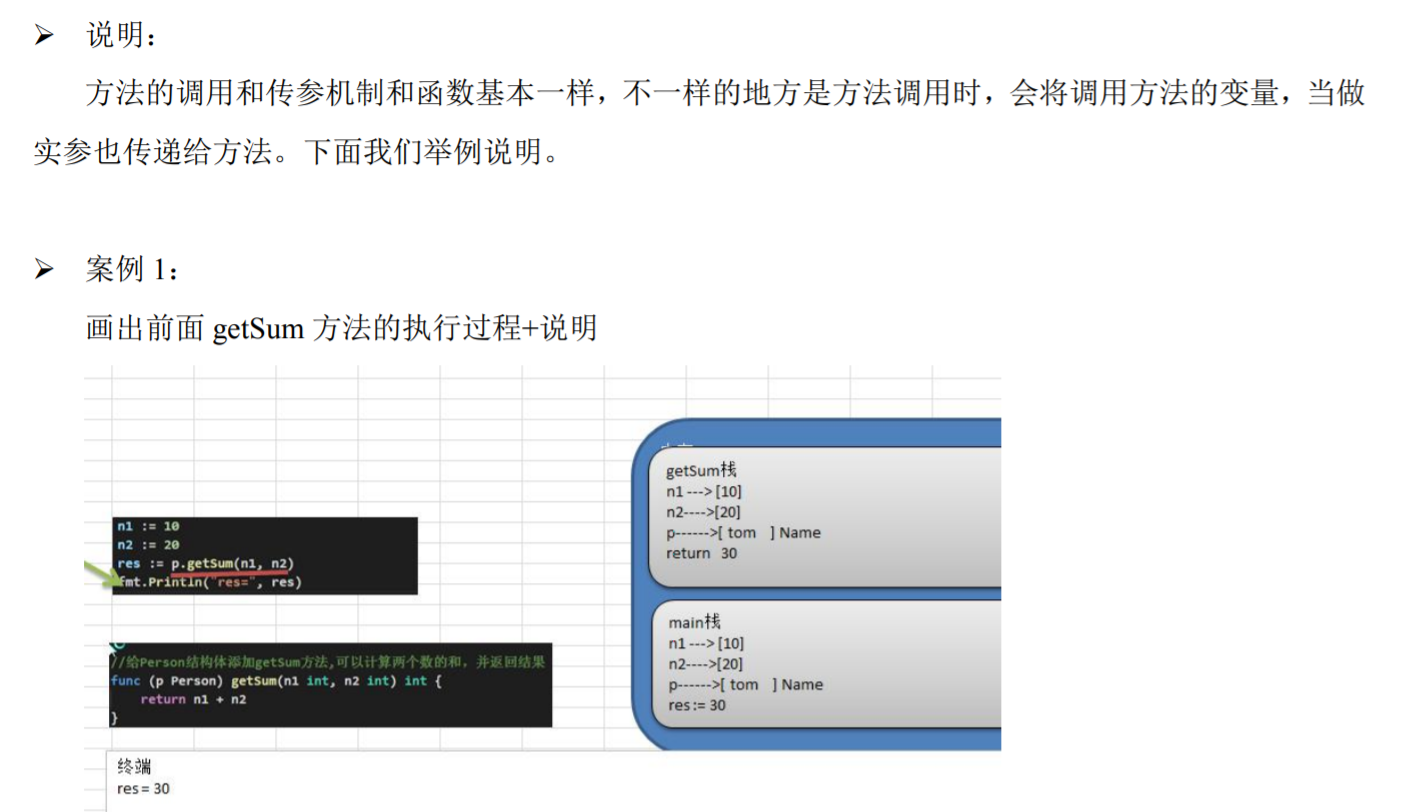 ➢ 说明：
方法的调用和传参机制和函数基本一样，不一样的地方是方法调用时，会将调用方法的变量，当做
实参也传递给方法。下面我们举例说明。
➢ 案例 1：
画出前面 getSum 方法的执行过程+说明
n1 := 10
n2 := 20
res := p.getSum(n1, n2)
fmt.Println("res=", res)
//给Person结构体添加getSum方法,可以计算两个数的和，并返回结果
func (p Person) getSum(n1 int, n2 int) int {
return n1 + n2
}
终端
res= 30
getSum栈
n1 --->[10]
n2---->[20]
p------>[ tom ] Name
return 30
main栈
n1 --->[10]
n2---->[20]
p------>[ tom ] Name
res:= 30